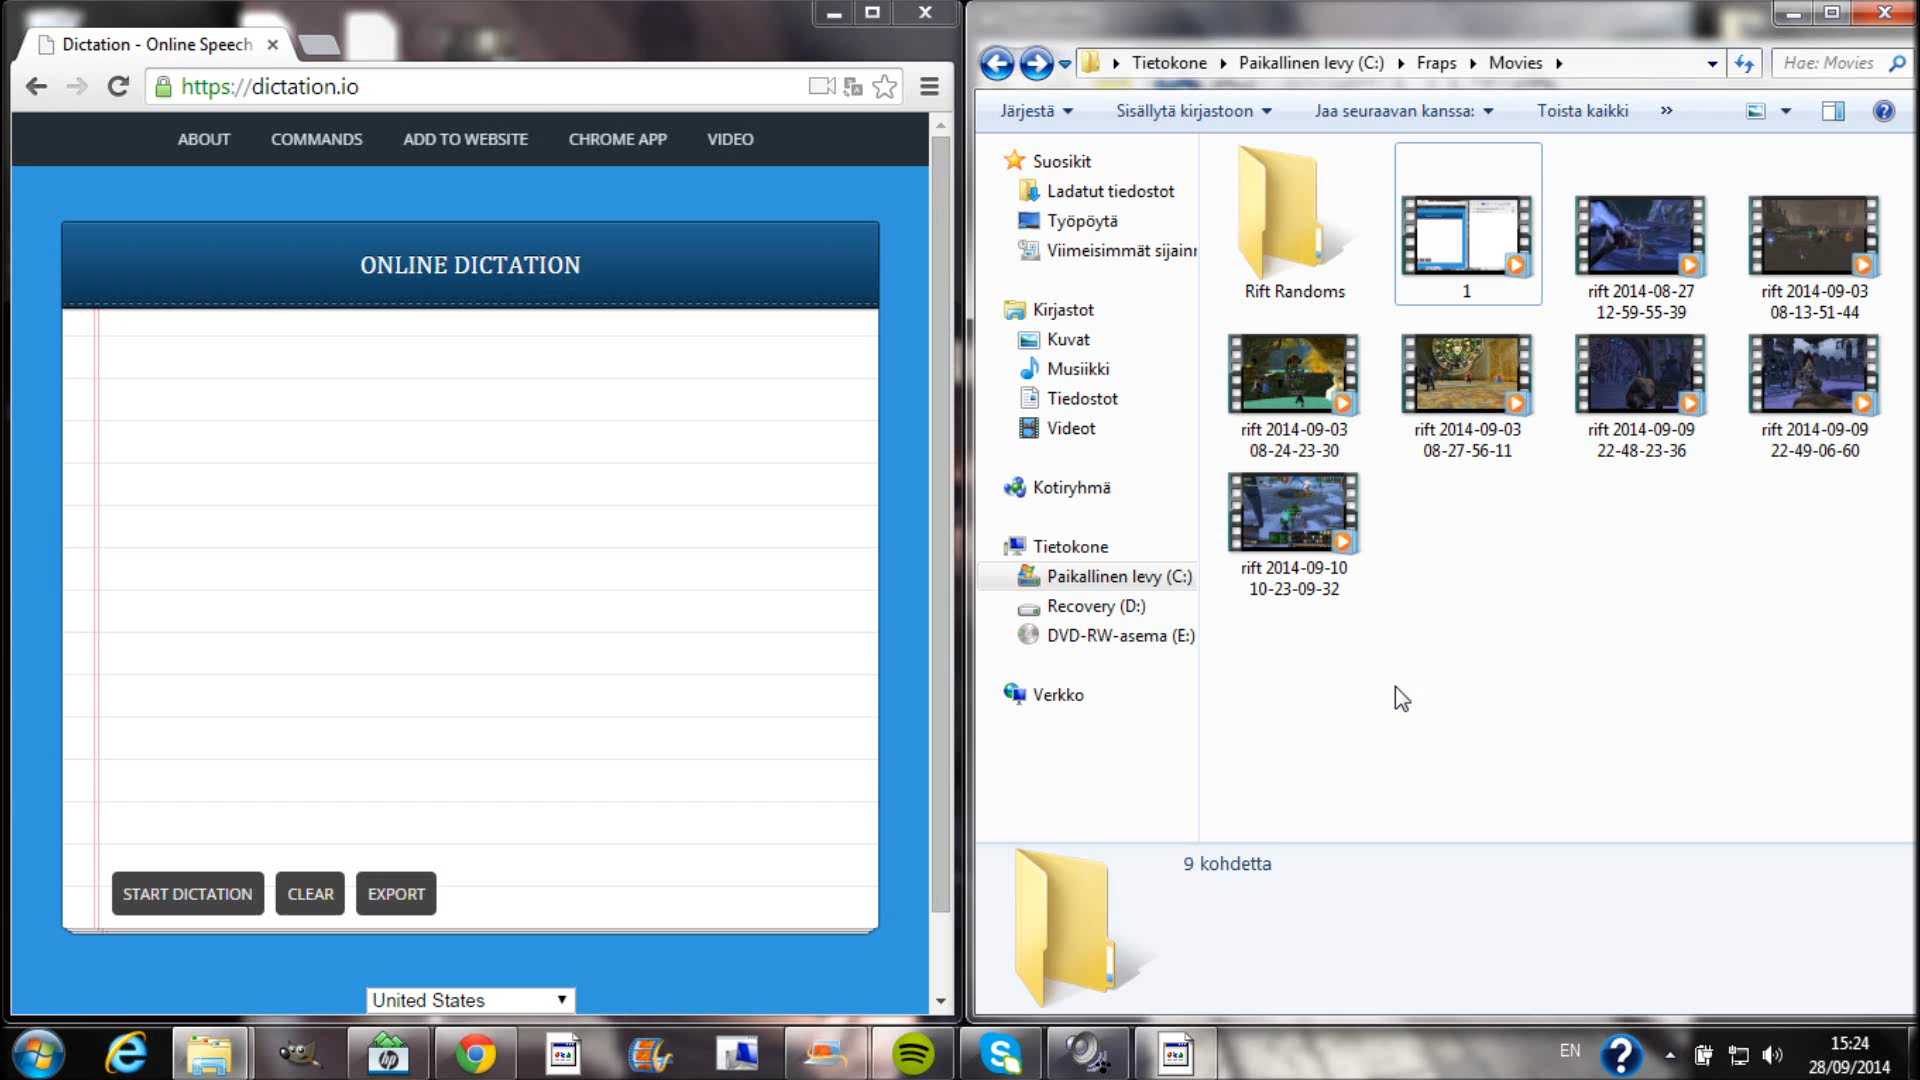 Dictation - Online Speech
https://dictation.io
ABOUT COMMANDS ADD TO WEBSITE CHROME APP VIDEO
ONLINE DICTATION
START DICTATION CLEAR EXPORT
United States
Tietokone Paikallinen levy (C:) Fraps Movies
Hae: Movies
Järjestä Sisällytä kirjastoon Jaa seuraavan kanssa: Toista kaikki »
Suosikit
Ladatut tiedostot
Työpöytä
Viimeisimmät sijainr
Kirjastot
Kuvat
Musiikki
Tiedostot
Videot
Kotiryhmä
Tietokone
Paikallinen levy (C:)
Recovery (D:)
DVD-RW-asema (E:)
Verkko
Rift Randoms
1
rift 2014-08-27
12-59-55-39
rift 2014-09-03
08-13-51-44
rift 2014-09-03
08-24-23-30
rift 2014-09-03
08-27-56-11
rift 2014-09-09
22-48-23-36
rift 2014-09-09
22-49-06-60
rift 2014-09-10
10-23-09-32
9 kohdetta
hp
EN
15:24
28/09/2014